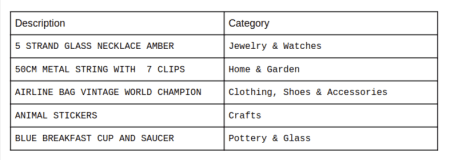 Description Category
5 STRAND GLASS NECKLACE AMBER Jewelry & Watches
50CM METAL STRING WITH  7 CLIPS Home & Garden
AIRLINE BAG VINTAGE WORLD CHAMPION Clothing, Shoes & Accessories
ANIMAL STICKERS Crafts
BLUE BREAKFAST CUP AND SAUCER Pottery & Glass